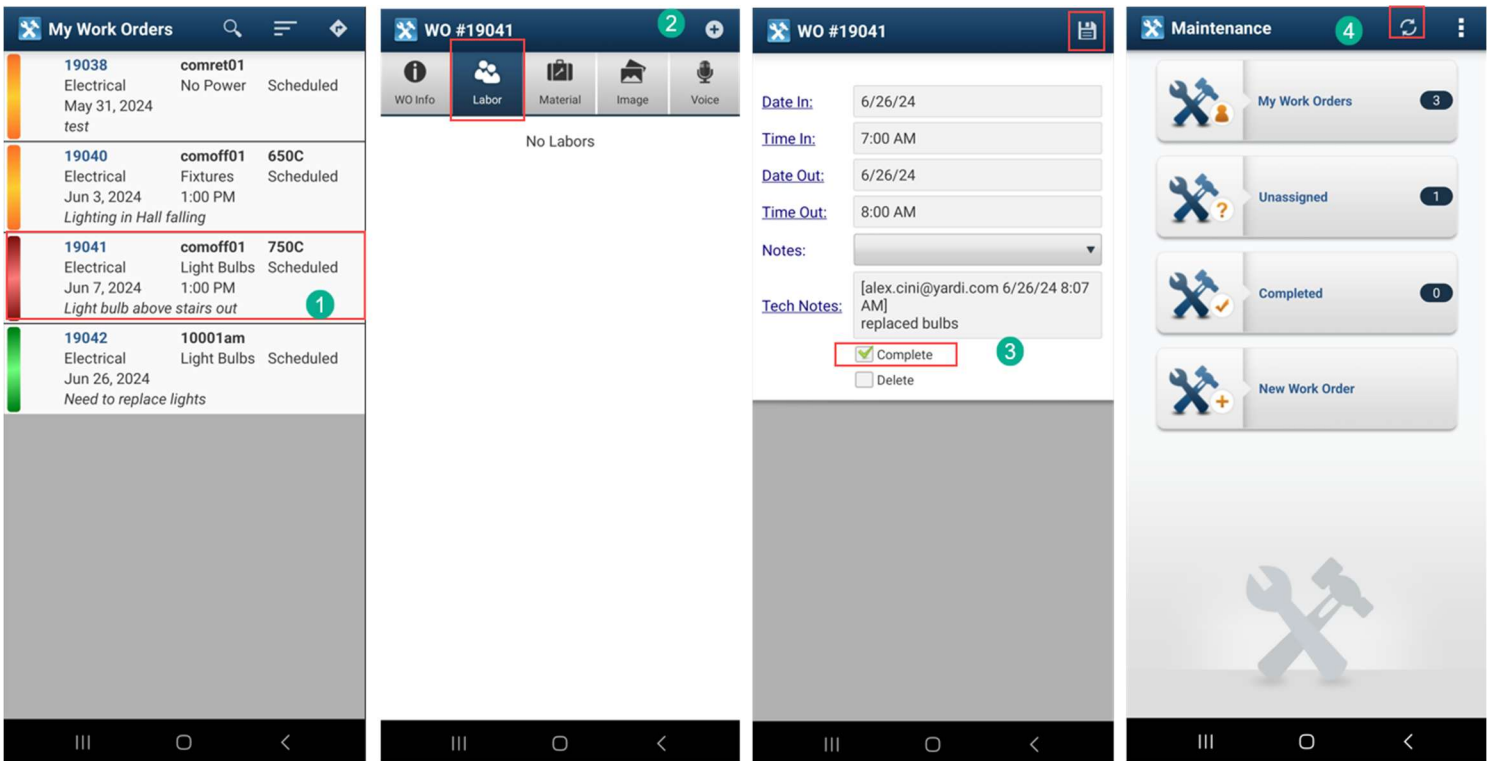 My Work Orders
19038 comret01
Electrical No Power Scheduled
May 31, 2024
test
19040 comoff01 650C
Electrical Fixtures Scheduled
Jun 3, 2024 1:00 PM
Lighting in Hall falling
19041 comoff01 750C
Electrical Light Bulbs Scheduled
Jun 7, 2024 1:00 PM
Light bulb above stairs out
1
19042 10001am
Electrical Light Bulbs Scheduled
Jun 26, 2024
Need to replace lights
WO #19041
2
WO Info Labor Material Image Voice
No Labors
WO #19041
Date In: 6/26/24
Time In: 7:00 AM
Date Out: 6/26/24
Time Out: 8:00 AM
Notes:
Tech Notes: [alex.cini@yardi.com 6/26/24 8:07
AM]
replaced bulbs
Complete
3
Delete
Maintenance
4
My Work Orders 3
Unassigned 1
?
Completed 0
New Work Order